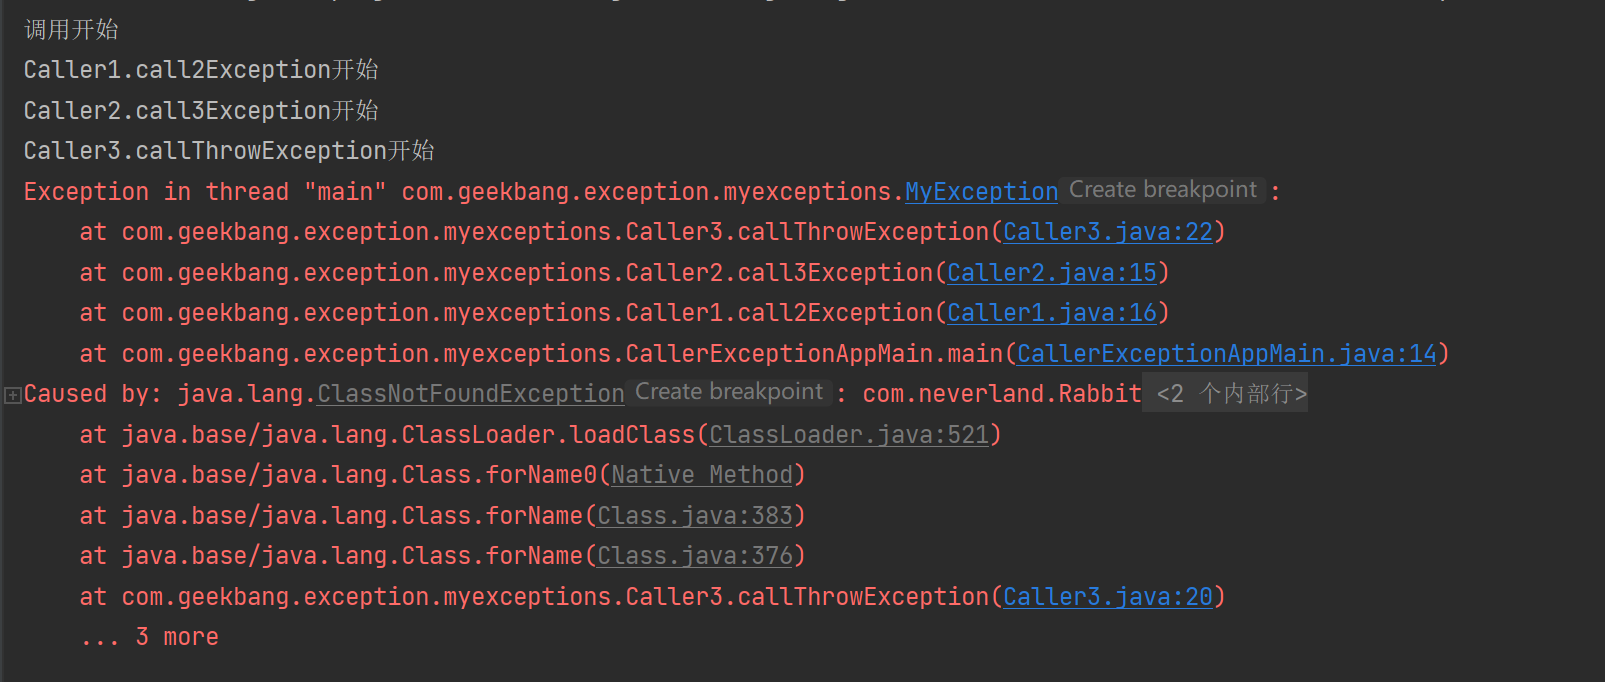 调用开始
Caller1.call2Exception开始
Caller2.call3Exception开始
Caller3.callThrowException开始
Exception in thread "main" com.geekbang.exception.myexceptions.MyException Create breakpoint :
at com.geekbang.exception.myexceptions.Caller3.callThrowException(Caller3.java:22)
at com.geekbang.exception.myexceptions.Caller2.call3Exception(Caller2.java:15)
at com.geekbang.exception.myexceptions.Caller1.call2Exception(Caller1.java:16)
at com.geekbang.exception.myexceptions.CallerExceptionAppMain.main(CallerExceptionAppMain.java:14)
Caused by: java.lang.ClassNotFoundException Create breakpoint : com.neverland.Rabbit <2 个内部行>
at java.base/java.lang.ClassLoader.loadClass(ClassLoader.java:521)
at java.base/java.lang.Class.forName0(Native Method)
at java.base/java.lang.Class.forName(Class.java:383)
at java.base/java.lang.Class.forName(Class.java:376)
at com.geekbang.exception.myexceptions.Caller3.callThrowException(Caller3.java:20)
... 3 more